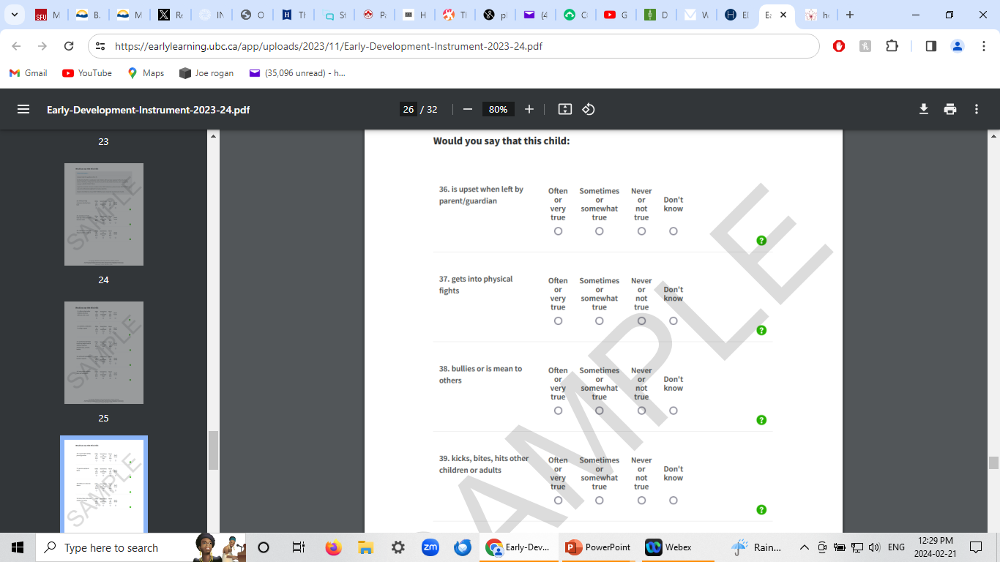 M
B.
M
R
IN
O
TI
St
Pa
H
TI
pl
(4
C
G
D
V
El
Ea
h
https://earlylearning.ubc.ca/app/uploads/2023/11/Early-Development-Instrument-2023-24.pdf
Gmail YouTube Maps Joe rogan (35,096 unread) - h...
Early-Development-Instrument-2023-24.pdf 26 / 32 80%
23
SAMPLE
24
SAMPLE
25
SAMPLE
Would you say that this child:
36. is upset when left by
parent/guardian
Often
or
very
true
Sometimes
or
somewhat
true
Never
or
not
true
Don't
know
?
37. gets into physical
fights
Often
or
very
true
Sometimes
or
somewhat
true
Never
or
not
true
Don't
know
?
38. bullies or is mean to
others
Often
or
very
true
Sometimes
or
somewhat
true
Never
or
not
true
Don't
know
?
39. kicks, bites, hits other
children or adults
Often
or
very
true
Sometimes
or
somewhat
true
Never
or
not
true
Don't
know
?
SAMPLE
Type here to search
zm
Early-Dev...
PowerPoint
Webex
Rain...
ENG
12:29 PM
2024-02-21